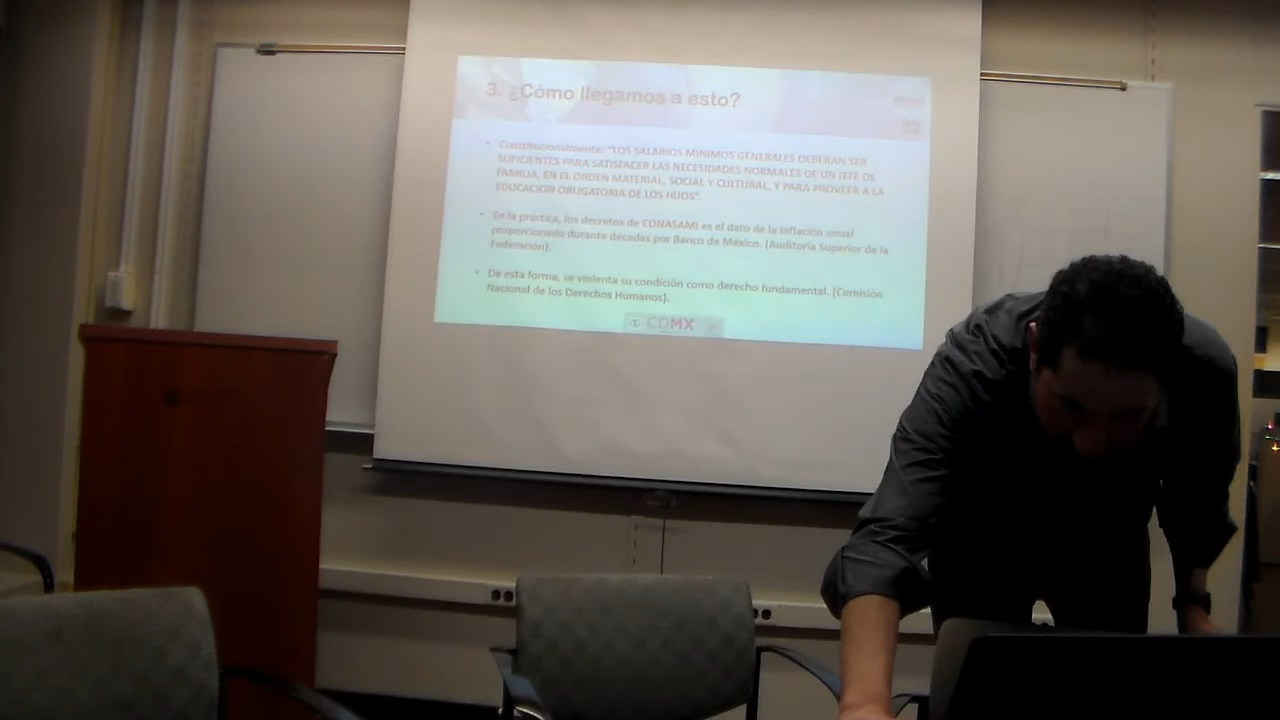 3. ¿Cómo llegamos a esto?
22
• Constitucionalmente: "LOS SALARIOS MINIMOS GENERALES DEBERAN SER
SUFICIENTES PARA SATISFACER LAS NECESIDADES NORMALES DE UN JEFE DE
FAMILIA, EN EL ORDEN MATERIAL, SOCIAL Y CULTURAL, Y PARA PROVEER A LA
EDUCACION OBLIGATORIA DE LOS HIJOS".
• En la práctica, los decretos de CONASAMI es el dato de la inflación anual
proporcionado durante décadas por Banco de México. (Auditoría Superior de la
Federación).
• De esta forma, se violenta su condición como derecho fundamental. (Comisión
Nacional de los Derechos Humanos).
CDMX